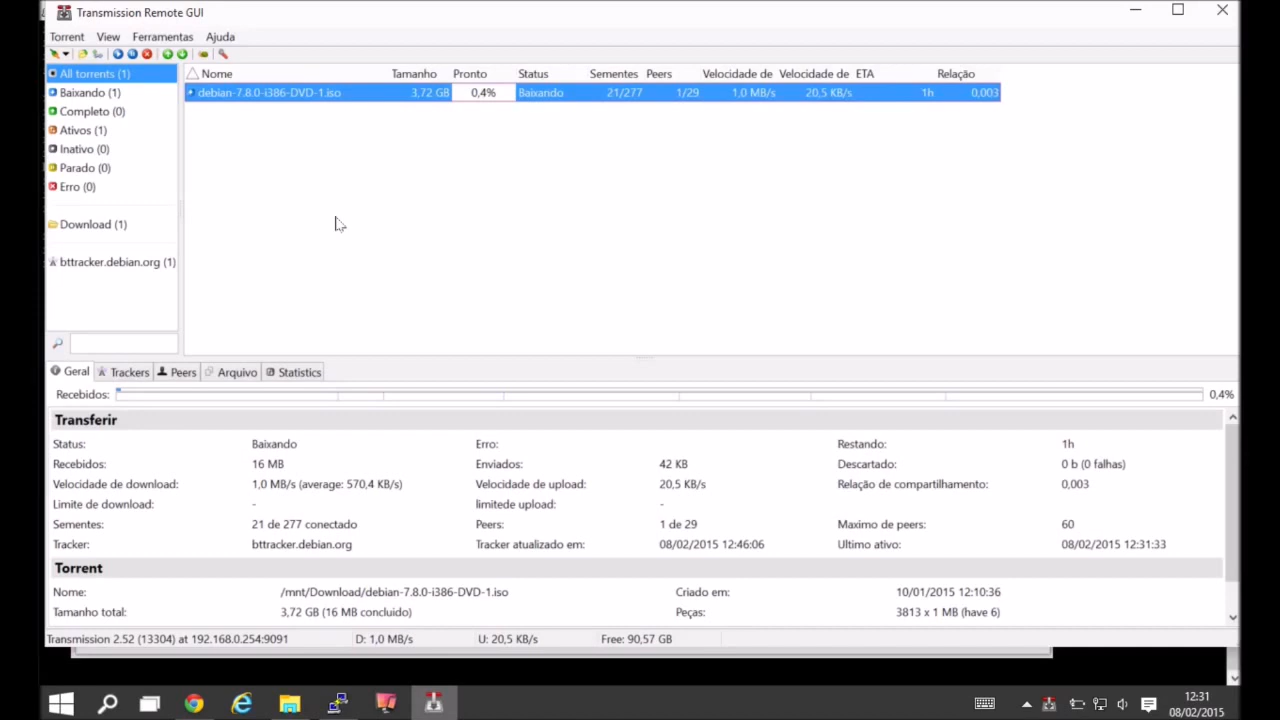 Transmission Remote GUI
Torrent View Ferramentas Ajuda
All torrents (1)
Baixando (1)
Completo (0)
Ativos (1)
Inativo (0)
Parado (0)
Erro (0)
Download (1)
bttracker.debian.org (1)
Nome Tamanho Pronto Status Sementes Peers Velocidade de Velocidade de ETA Relação
debian-7.8.0-i386-DVD-1.iso 3,72 GB 0,4% Baixando 21/277 1/29 1,0 MB/s 20,5 KB/s 1h 0,003
Geral Trackers Peers Arquivo Statistics
Recebidos: 0,4%
Transferir
Status: Baixando Erro: Restando: 1h
Recebidos: 16 MB Enviados: 42 KB Descartado: 0 b (0 falhas)
Velocidade de download: 1,0 MB/s (average: 570,4 KB/s) Velocidade de upload: 20,5 KB/s Relação de compartilhamento: 0,003
Limite de download: - limitede upload: -
Sementes: 21 de 277 conectado Peers: 1 de 29 Maximo de peers: 60
Tracker: bttracker.debian.org Tracker atualizado em: 08/02/2015 12:46:06 Ultimo ativo: 08/02/2015 12:31:33
Torrent
Nome: /mnt/Download/debian-7.8.0-i386-DVD-1.iso Criado em: 10/01/2015 12:10:36
Tamanho total: 3,72 GB (16 MB concluido) Peças: 3813 x 1 MB (have 6)
Transmission 2.52 (13304) at 192.168.0.254:9091 D: 1,0 MB/s U: 20,5 KB/s Free: 90,57 GB
12:31
08/02/2015